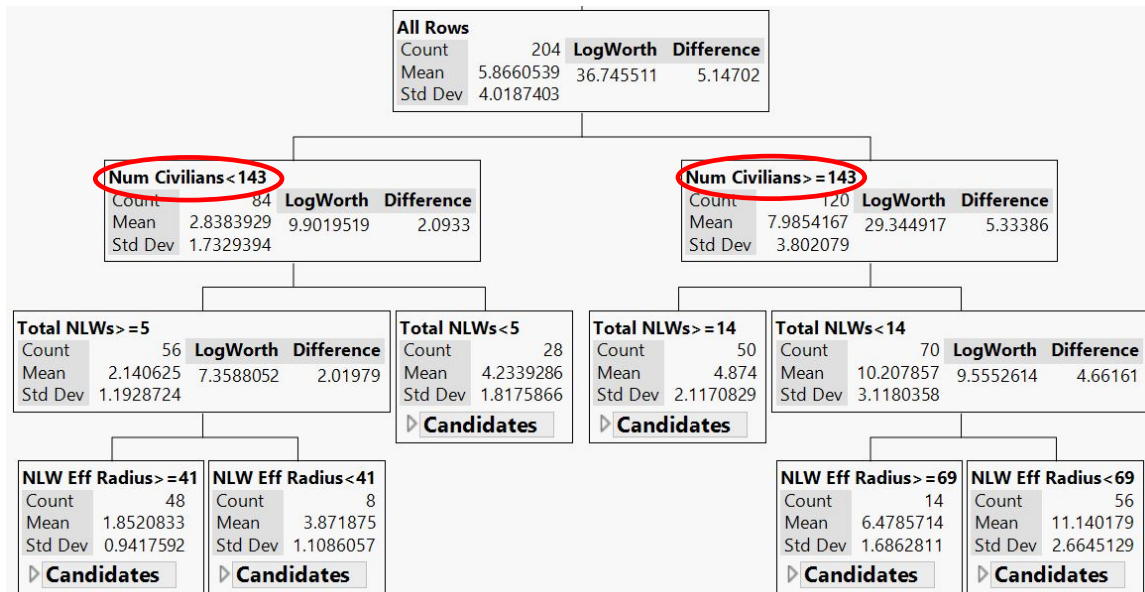 All Rows
Count 204 LogWorth Difference
Mean 5.8660539 36.745511 5.14702
Std Dev 4.0187403
Num Civilians<143
Count 84 LogWorth Difference
Mean 2.8383929 9.9019519 2.0933
Std Dev 1.7329394
Num Civilians>=143
Count 120 LogWorth Difference
Mean 7.9854167 29.344917 5.33386
Std Dev 3.802079
Total NLWs>=5
Count 56 LogWorth Difference
Mean 2.140625 7.3588052 2.01979
Std Dev 1.1928724
Total NLWs<5
Count 28
Mean 4.2339286
Std Dev 1.8175866
Candidates
Total NLWs>=14
Count 50
Mean 4.874
Std Dev 2.1170829
Candidates
Total NLWs<14
Count 70 LogWorth Difference
Mean 10.207857 9.5552614 4.66161
Std Dev 3.1180358
NLW Eff Radius>=41
Count 48
Mean 1.8520833
Std Dev 0.9417592
Candidates
NLW Eff Radius<41
Count 8
Mean 3.871875
Std Dev 1.1086057
Candidates
NLW Eff Radius>=69
Count 14
Mean 6.4785714
Std Dev 1.6862811
Candidates
NLW Eff Radius<69
Count 56
Mean 11.140179
Std Dev 2.6645129
Candidates